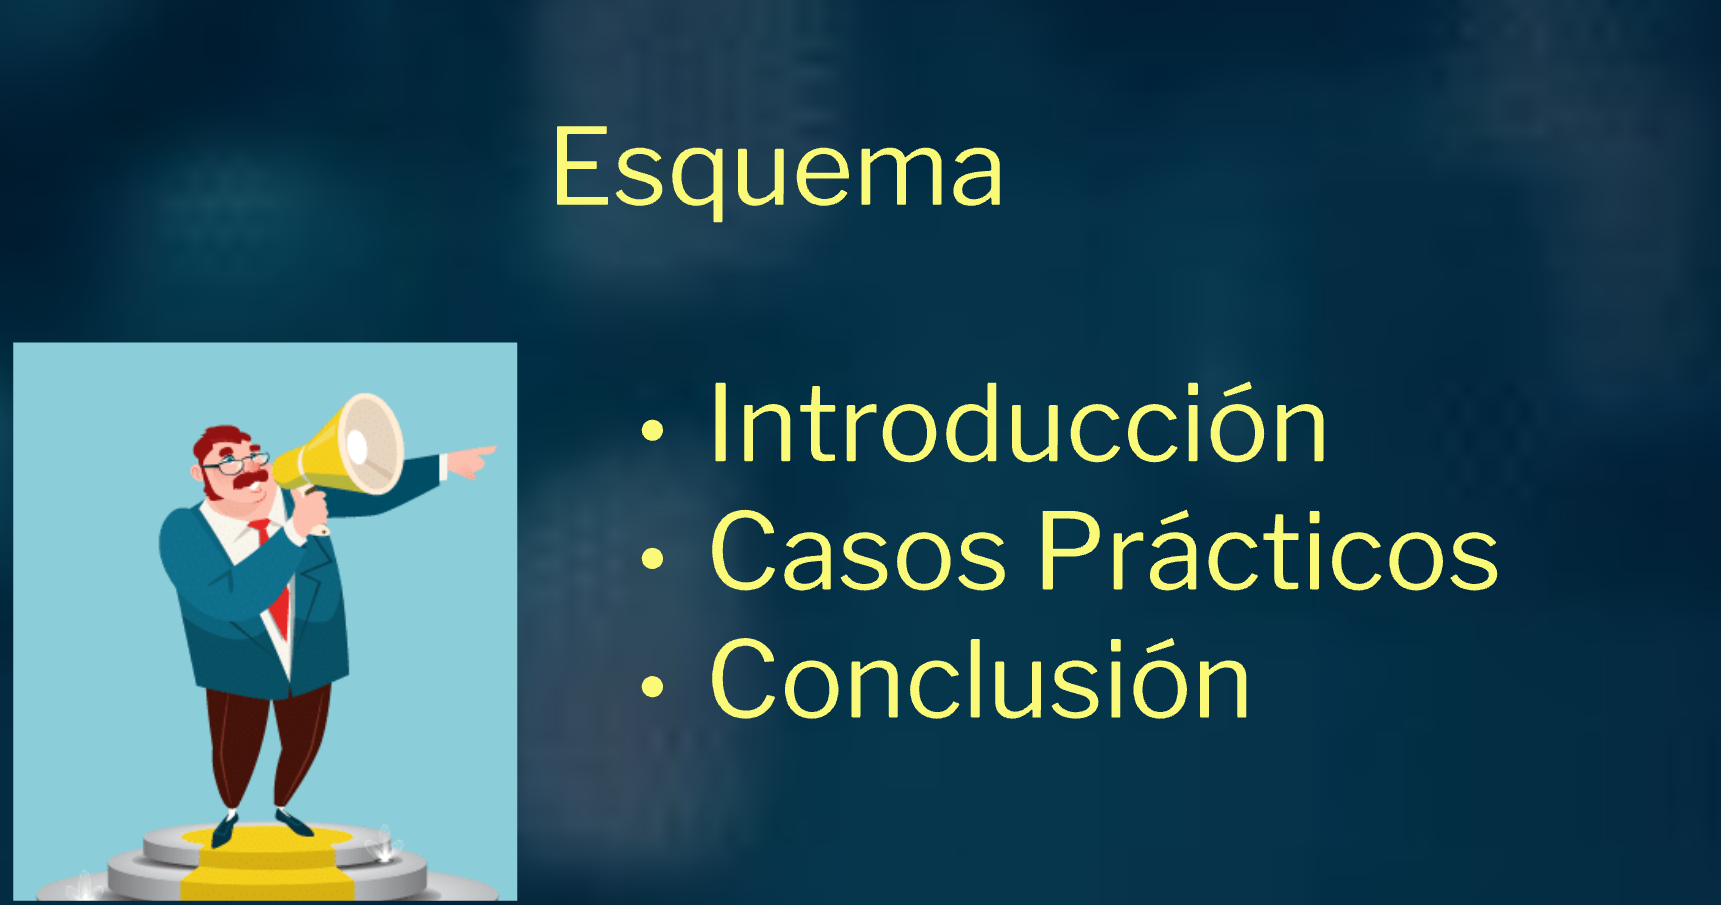 Esquema
• Introducción
• Casos Prácticos
• Conclusión